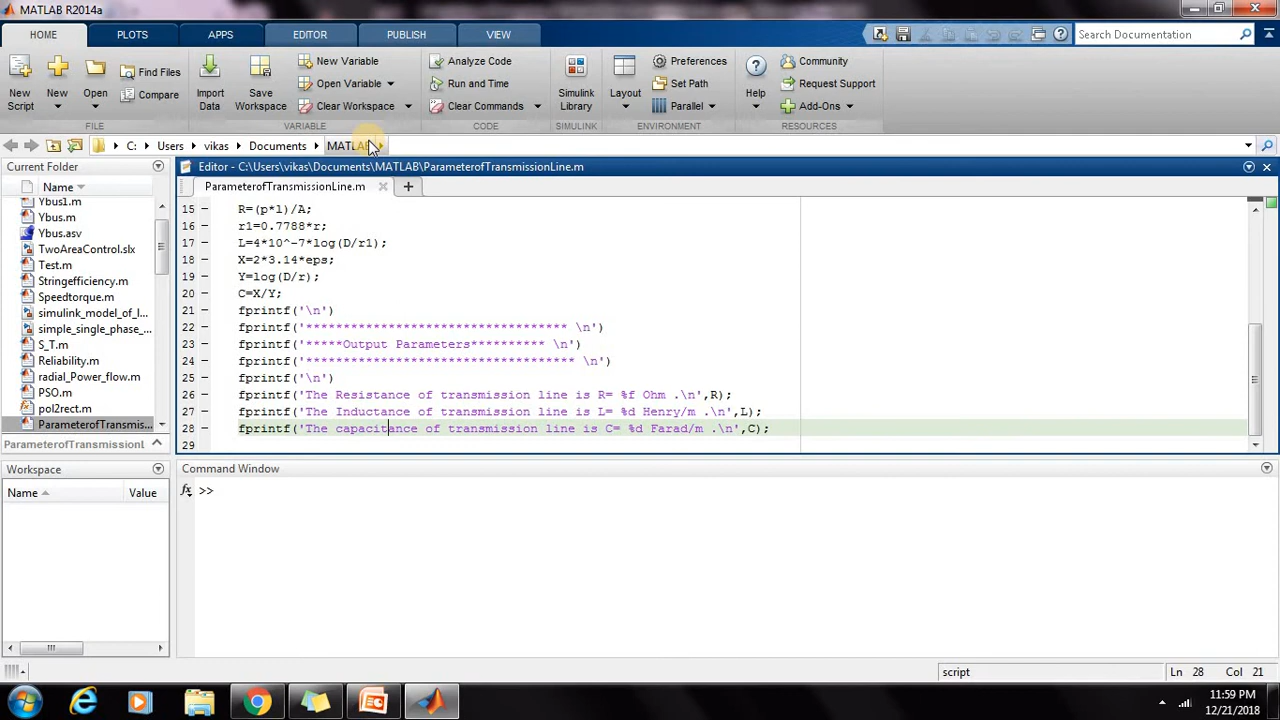 MATLAB R2014a
HOME PLOTS APPS EDITOR PUBLISH VIEW Search Documentation
New Script
New
Open
Find Files
Compare
Import Data
Save Workspace
New Variable
Open Variable
Clear Workspace
Analyze Code
Run and Time
Clear Commands
Simulink Library
Layout
Preferences
Set Path
Parallel
Help
Community
Request Support
Add-Ons
FILE VARIABLE CODE SIMULINK ENVIRONMENT RESOURCES
C: Users vikas Documents MATLAB
Current Folder
Name
Ybus1.m
Ybus.m
Ybus.asv
TwoAreaControl.slx
Test.m
Stringefficiency.m
Speedtorque.m
simulink_model_of_l...
simple_single_phase_...
S_T.m
Reliability.m
radial_Power_flow.m
PSO.m
pol2rect.m
ParameterofTransmis...
ParameterofTransmissionl
Workspace
Name Value
Editor - C:\Users\vikas\Documents\MATLAB\ParameterofTransmissionLine.m
ParameterofTransmissionLine.m
15 R=(p*l)/A;
16 r1=0.7788*r;
17 L=4*10^-7*log(D/r1);
18 X=2*3.14*eps;
19 Y=log(D/r);
20 C=X/Y;
21 fprintf('\n')
22 fprintf('*********************************** \n')
23 fprintf('*****Output Parameters********** \n')
24 fprintf('************************************ \n')
25 fprintf('\n')
26 fprintf('The Resistance of transmission line is R= %f Ohm .\n',R);
27 fprintf('The Inductance of transmission line is L= %d Henry/m .\n',L);
28 fprintf('The capacitance of transmission line is C= %d Farad/m .\n',C);
29
Command Window
fx >>
script Ln 28 Col 21
11:59 PM
12/21/2018